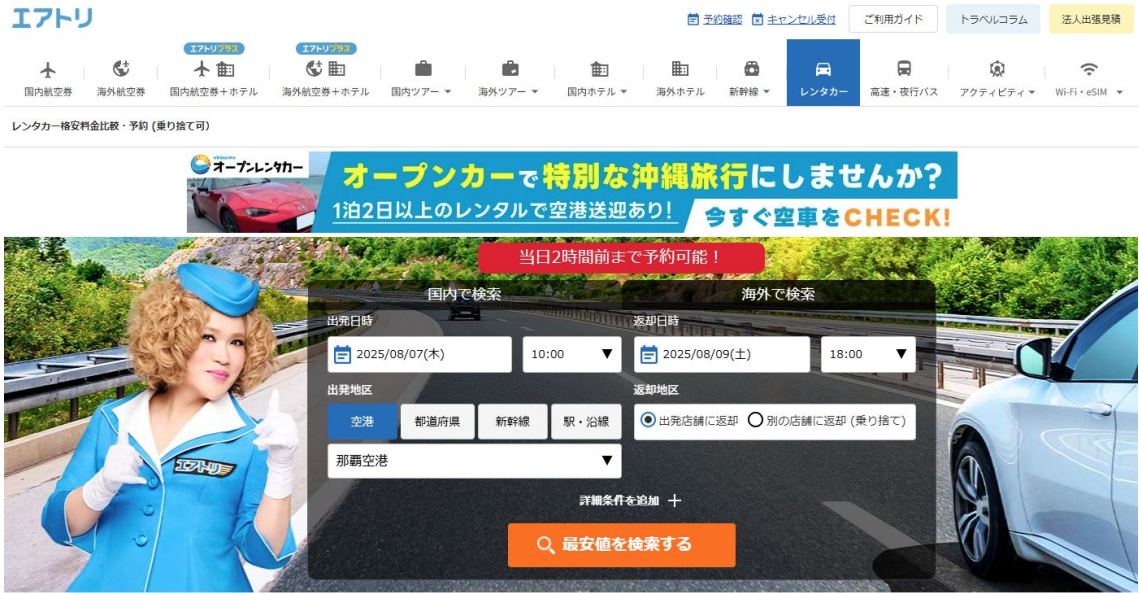 エアトリ
予約確認 キャンセル受付 ご利用ガイド トラベルコラム 法人出張見積
エアトリプラス エアトリプラス
国内航空券 海外航空券 国内航空券+ホテル 海外航空券+ホテル 国内ツアー ▼ 海外ツアー ▼ 国内ホテル ▼ 海外ホテル 新幹線 ▼ レンタカー 高速・夜行バス アクティビティ ▼ Wi-Fi・eSIM ▼
レンタカー格安料金比較・予約 (乗り捨て可)
オープンレンタカー
オープンカーで特別な沖縄旅行にしませんか?
1泊2日以上のレンタルで空港送迎あり! 今すぐ空車をCHECK!
当日2時間前まで予約可能!
国内で検索 海外で検索
出発日時 返却日時
2025/08/07(木) 10:00 ▼ 2025/08/09(土) 18:00 ▼
出発地区 返却地区
空港 都道府県 新幹線 駅・沿線 出発店舗に返却 別の店舗に返却 (乗り捨て)
那覇空港 ▼
エアトリ
詳細条件を追加 +
最安値を検索する